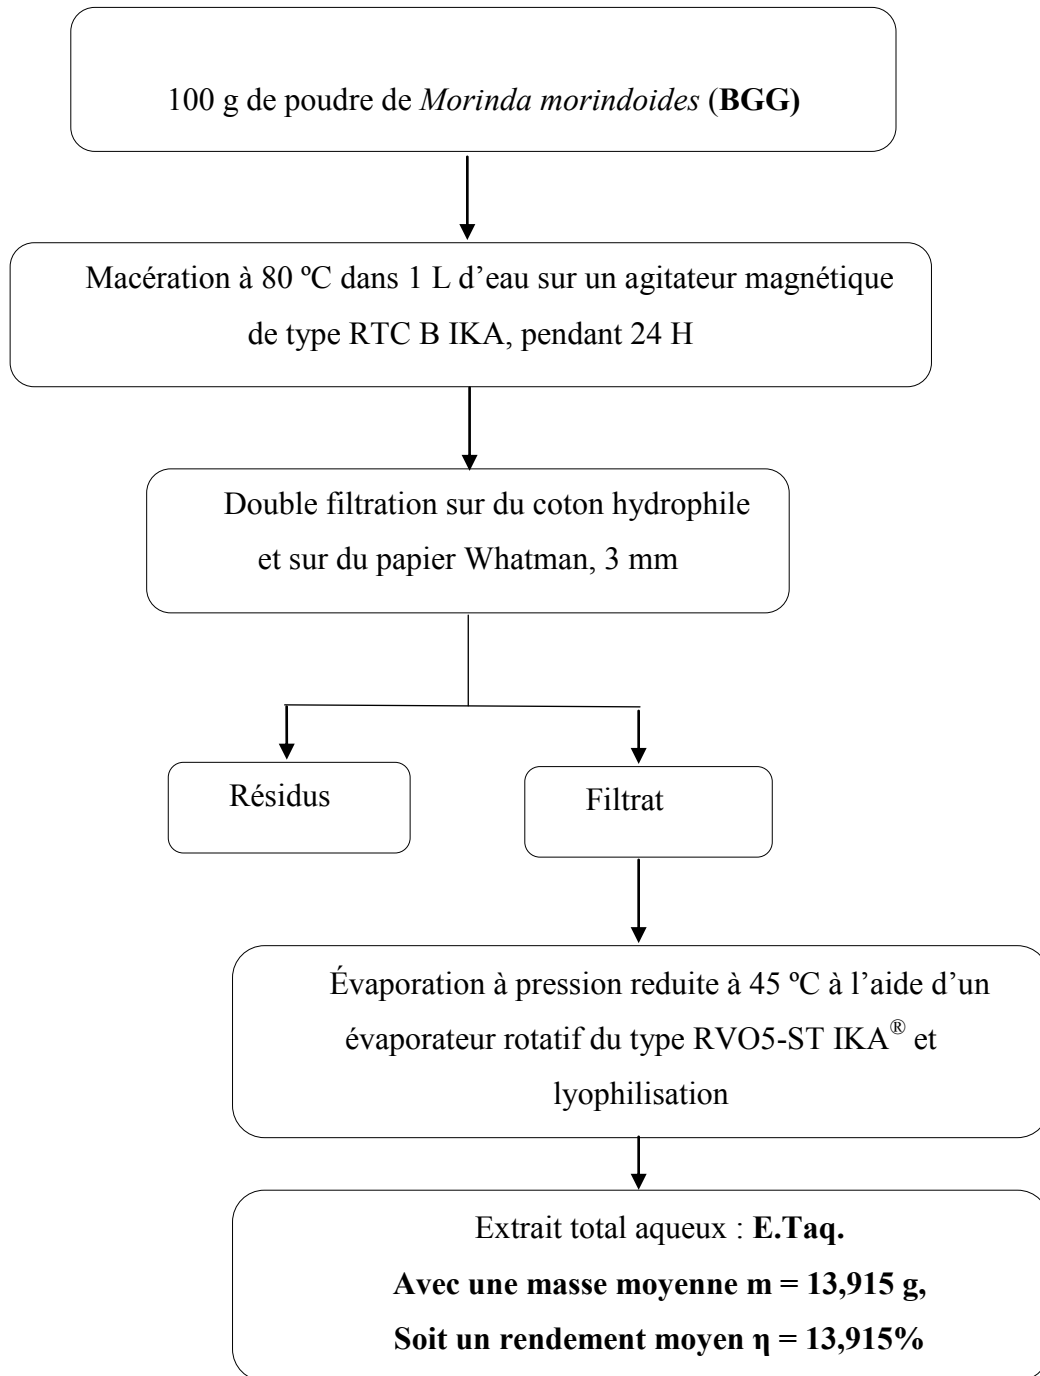 100 g de poudre de Morinda morindoides (BGG)
Macération à 80 ºC dans 1 L d’eau sur un agitateur magnétique
de type RTC B IKA, pendant 24 H
Double filtration sur du coton hydrophile
et sur du papier Whatman, 3 mm
Résidus
Filtrat
Évaporation à pression reduite à 45 ºC à l’aide d’un
évaporateur rotatif du type RVO5-ST IKA® et
lyophilisation
Extrait total aqueux : E.Taq.
Avec une masse moyenne m = 13,915 g,
Soit un rendement moyen η = 13,915%